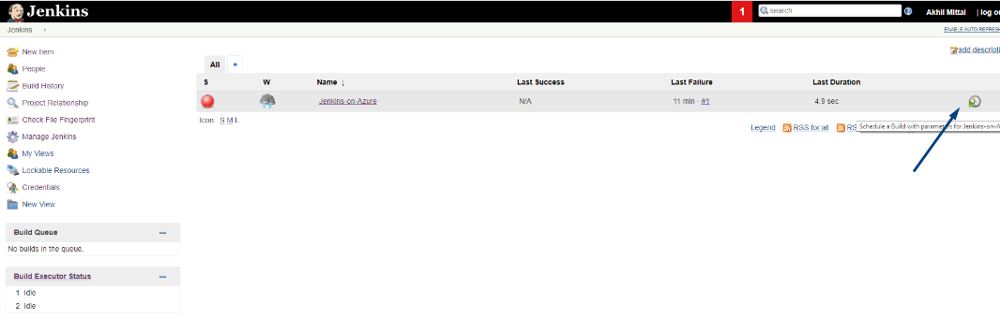 Jenkins
1
search
Akhil Mittal
| log o
Jenkins
ENABLE AUTO REFRESH
add descripti
New Item
People
Build History
Project Relationship
Check File Fingerprint
Manage Jenkins
My Views
Lockable Resources
Credentials
New View
All +
S W Name ↓ Last Success Last Failure Last Duration
Jenkins-on-Azure N/A 11 min - #1 4.9 sec
Icon: S M L
Legend RSS for all RS
Schedule a Build with parameters for Jenkins-on-A
Build Queue
No builds in the queue.
Build Executor Status
1 Idle
2 Idle